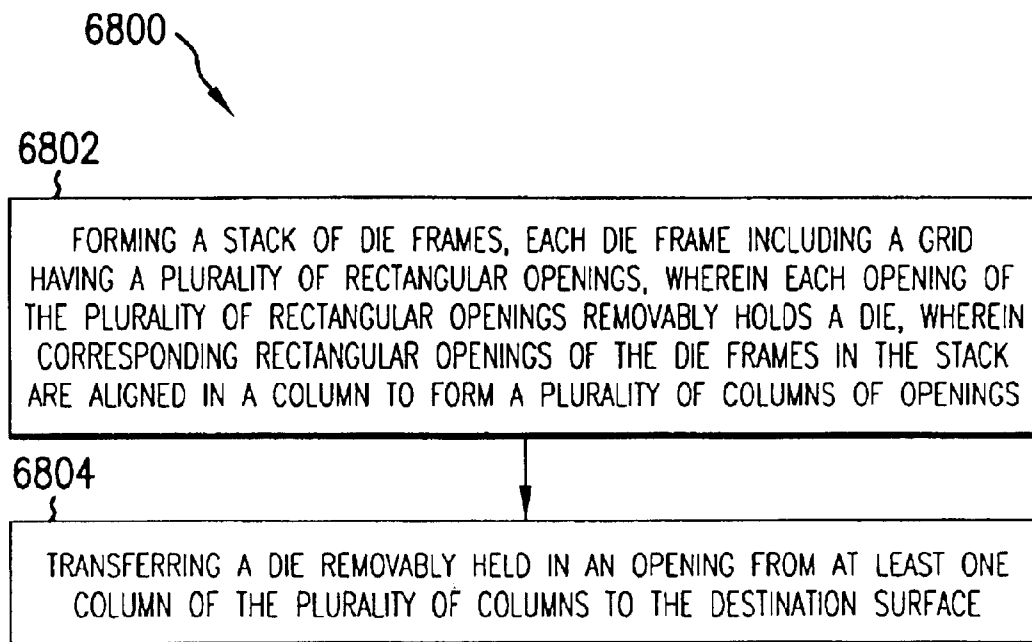 6800
6802
FORMING A STACK OF DIE FRAMES, EACH DIE FRAME INCLUDING A GRID
HAVING A PLURALITY OF RECTANGULAR OPENINGS, WHEREIN EACH OPENING OF
THE PLURALITY OF RECTANGULAR OPENINGS REMOVABLY HOLDS A DIE, WHEREIN
CORRESPONDING RECTANGULAR OPENINGS OF THE DIE FRAMES IN THE STACK
ARE ALIGNED IN A COLUMN TO FORM A PLURALITY OF COLUMNS OF OPENINGS
6804
TRANSFERRING A DIE REMOVABLY HELD IN AN OPENING FROM AT LEAST ONE
COLUMN OF THE PLURALITY OF COLUMNS TO THE DESTINATION SURFACE